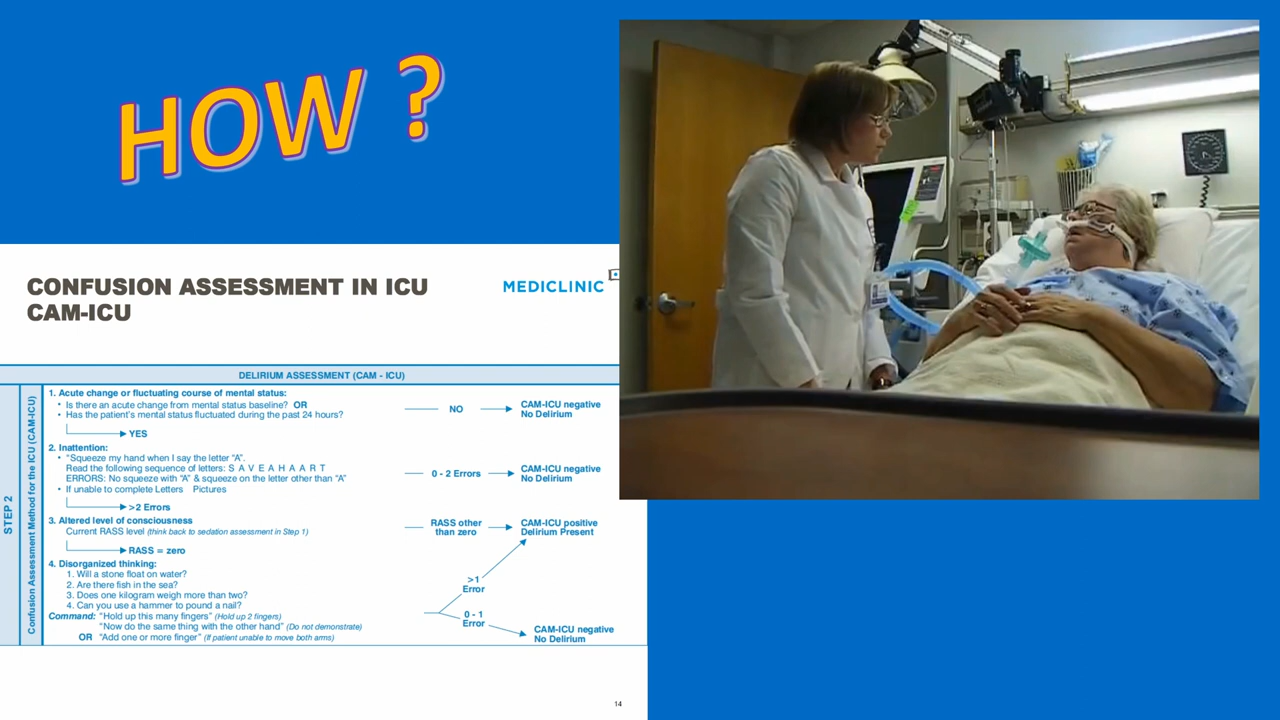 HOW ?
CONFUSION ASSESSMENT IN ICU
CAM-ICU
MEDICLINIC
DELIRIUM ASSESSMENT (CAM - ICU)
STEP 2
Confusion Assessment Method for the ICU (CAM-ICU)
1. Acute change or fluctuating course of mental status:
• Is there an acute change from mental status baseline? OR
• Has the patient's mental status fluctuated during the past 24 hours?
NO
CAM-ICU negative
No Delirium
YES
2. Inattention:
• "Squeeze my hand when I say the letter "A".
Read the following sequence of letters: S A V E A H A A R T
ERRORS: No squeeze with "A" & squeeze on the letter other than "A"
• If unable to complete Letters Pictures
0 - 2 Errors
CAM-ICU negative
No Delirium
>2 Errors
3. Altered level of consciousness
Current RASS level (think back to sedation assessment in Step 1)
RASS other
than zero
CAM-ICU positive
Delirium Present
RASS = zero
4. Disorganized thinking:
1. Will a stone float on water?
2. Are there fish in the sea?
3. Does one kilogram weigh more than two?
4. Can you use a hammer to pound a nail?
Command: "Hold up this many fingers" (Hold up 2 fingers)
"Now do the same thing with the other hand" (Do not demonstrate)
OR "Add one or more finger" (If patient unable to move both arms)
>1
Error
0 - 1
Error
CAM-ICU negative
No Delirium
14